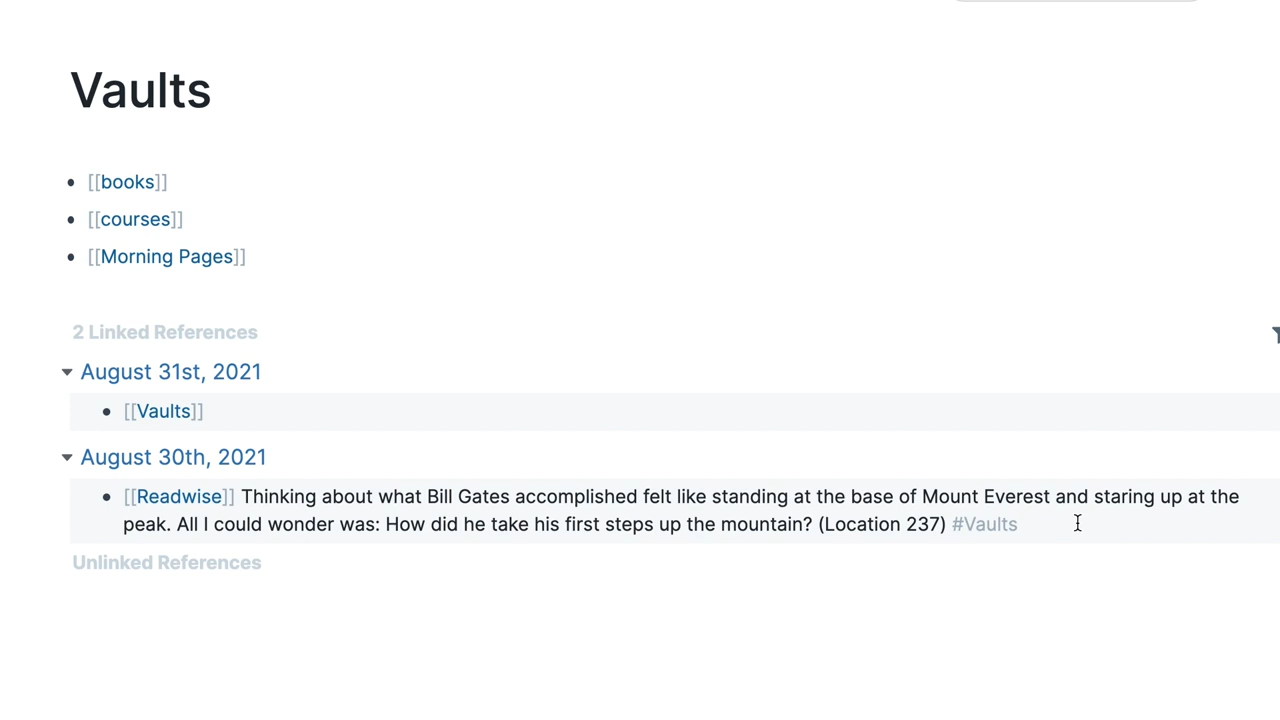 Vaults
[[books]]
[[courses]]
[[Morning Pages]]
2 Linked References
August 31st, 2021
[[Vaults]]
August 30th, 2021
[[Readwise]] Thinking about what Bill Gates accomplished felt like standing at the base of Mount Everest and staring up at the
peak. All I could wonder was: How did he take his first steps up the mountain? (Location 237) #Vaults
Unlinked References